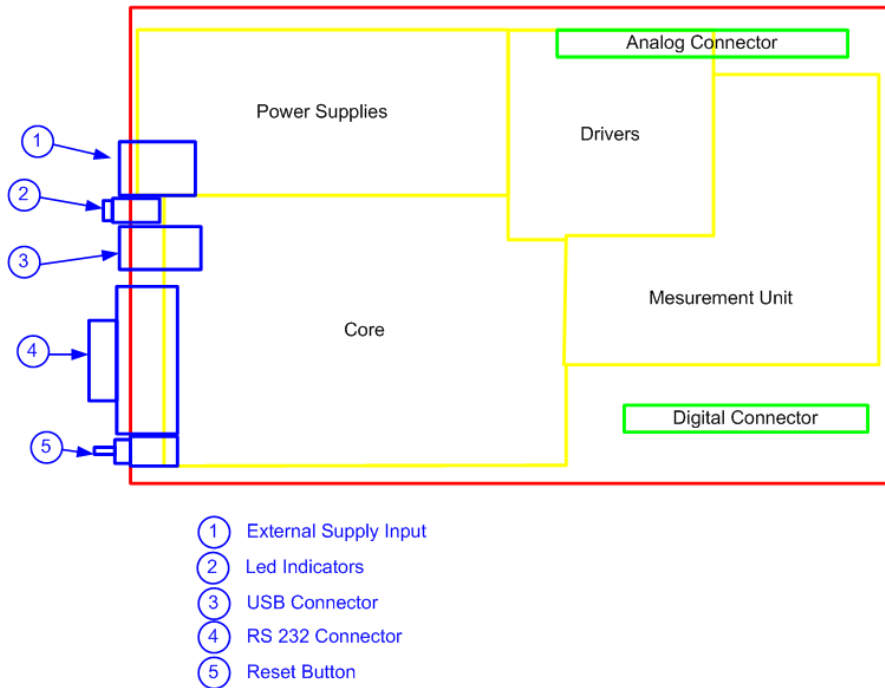 Analog Connector
Power Supplies
Drivers
1
2
3
Mesurement Unit
Core
4
Digital Connector
5
1 External Supply Input
2 Led Indicators
3 USB Connector
4 RS 232 Connector
5 Reset Button